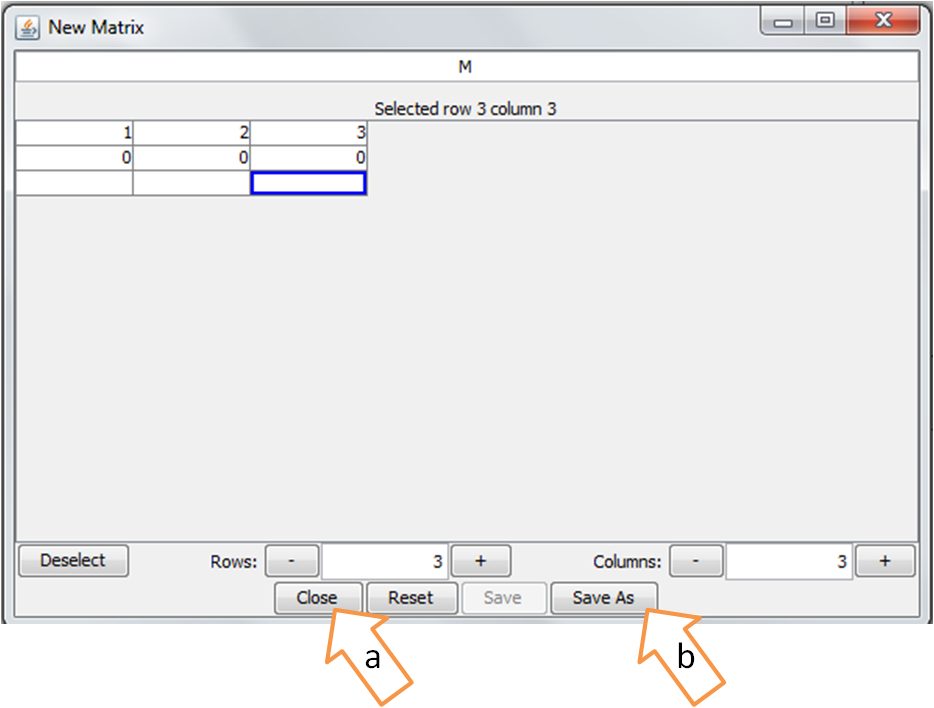 New Matrix
M
Selected row 3 column 3
1 2 3
0 0 0
Deselect Rows: - 3 + Columns: - 3 +
Close Reset Save Save As
a b